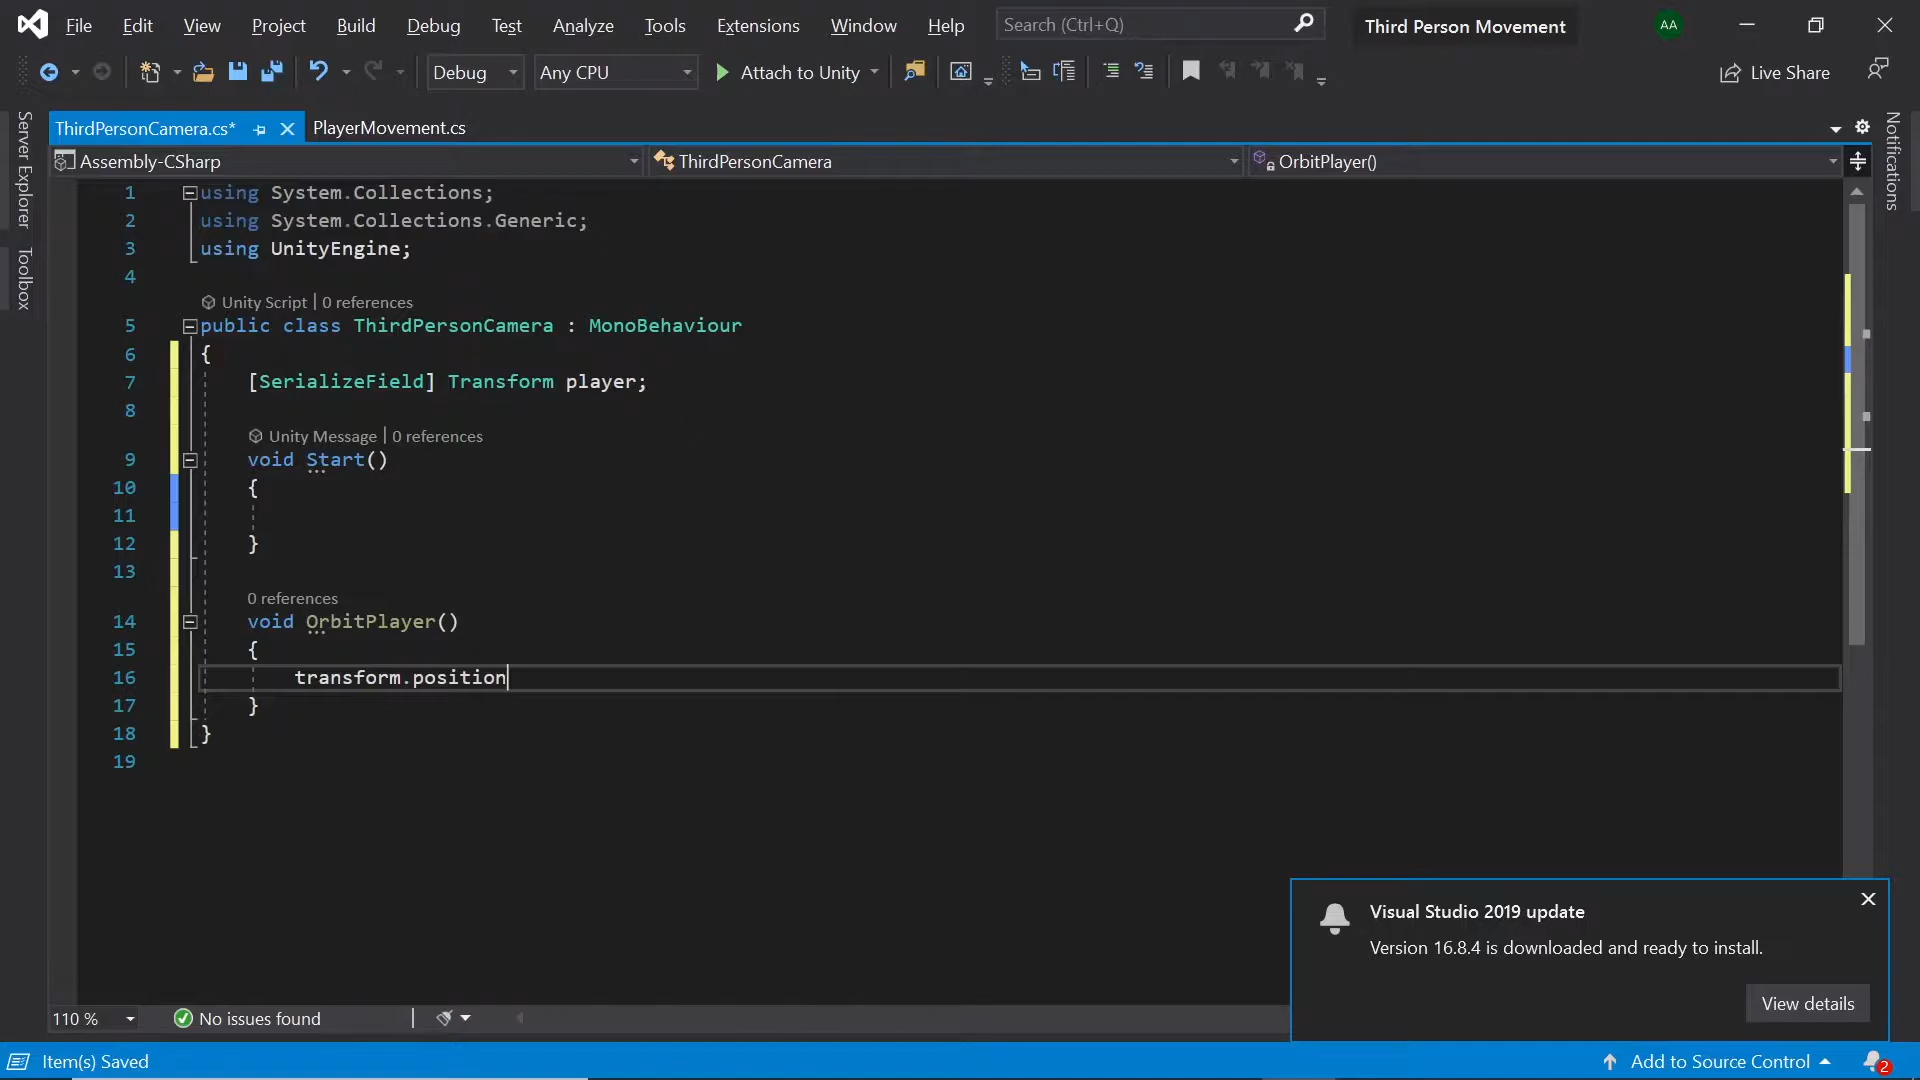 File Edit View Project Build Debug Test Analyze Tools Extensions Window Help Search (Ctrl+Q) Third Person Movement AA
Debug Any CPU Attach to Unity Live Share
Server Explorer
Toolbox
Notifications
ThirdPersonCamera.cs* PlayerMovement.cs
Assembly-CSharp ThirdPersonCamera OrbitPlayer()
1 using System.Collections;
2 using System.Collections.Generic;
3 using UnityEngine;
4
Unity Script | 0 references
5 public class ThirdPersonCamera : MonoBehaviour
6 {
7 [SerializeField] Transform player;
8
Unity Message | 0 references
9 void Start()
10 {
11
12 }
13
0 references
14 void OrbitPlayer()
15 {
16 transform.position
17 }
18 }
19
Visual Studio 2019 update
Version 16.8.4 is downloaded and ready to install.
View details
110 % No issues found
Item(s) Saved Add to Source Control 2